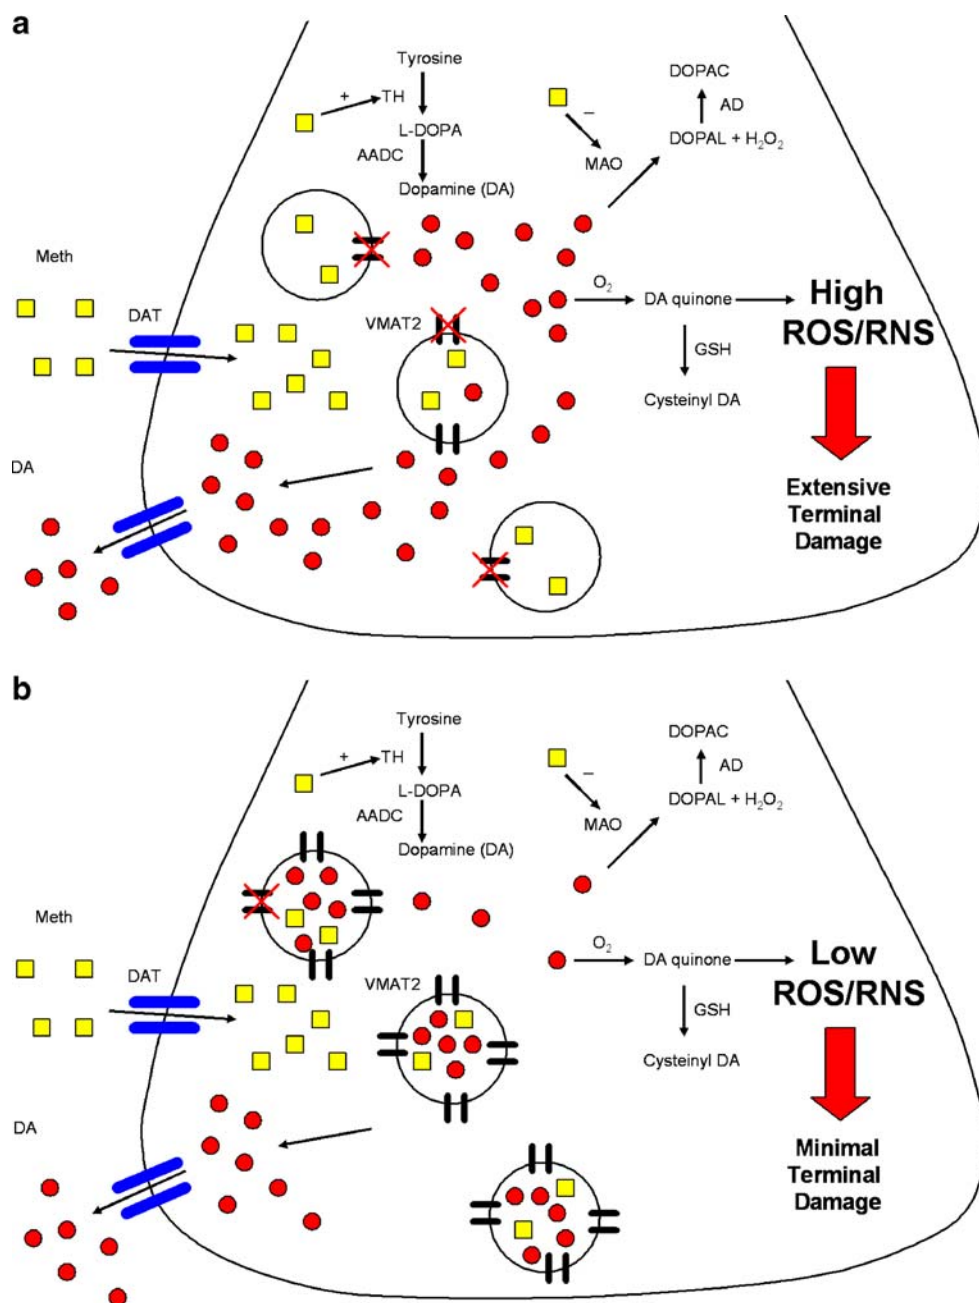 a
Tyrosine
+
TH
L-DOPA
AADC
Dopamine (DA)
–
MAO
DOPAC
AD
DOPAL + H₂O₂
Meth
DAT
VMAT2
O₂
DA quinone
GSH
Cysteinyl DA
High
ROS/RNS
Extensive
Terminal
Damage
DA
b
Tyrosine
+
TH
L-DOPA
AADC
Dopamine (DA)
–
MAO
DOPAC
AD
DOPAL + H₂O₂
Meth
DAT
VMAT2
O₂
DA quinone
GSH
Cysteinyl DA
Low
ROS/RNS
Minimal
Terminal
Damage
DA